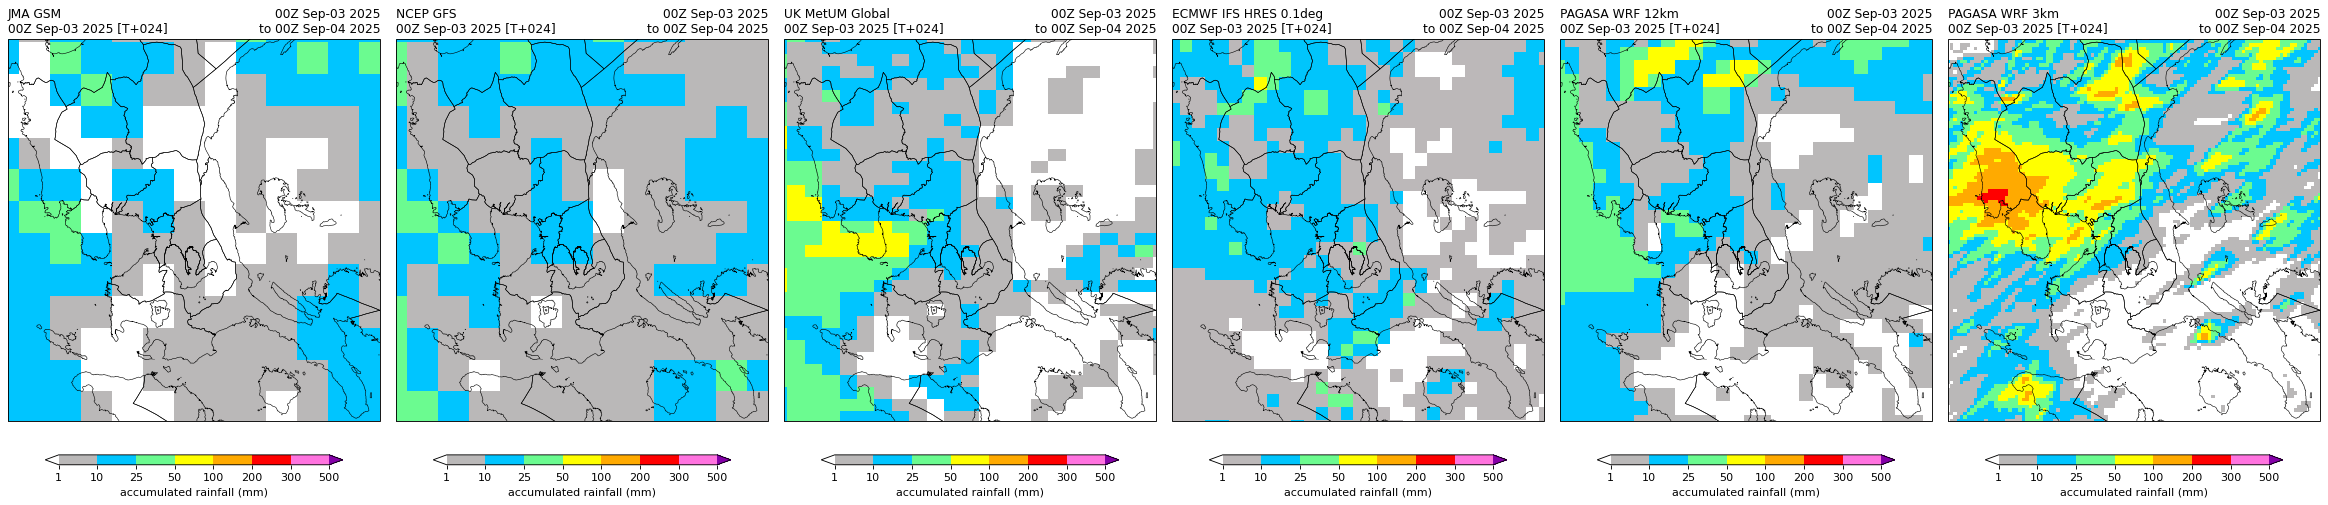 JMA GSM 00Z Sep-03 2025
00Z Sep-03 2025 [T+024] to 00Z Sep-04 2025
1 10 25 50 100 200 300 500
accumulated rainfall (mm)
NCEP GFS 00Z Sep-03 2025
00Z Sep-03 2025 [T+024] to 00Z Sep-04 2025
1 10 25 50 100 200 300 500
accumulated rainfall (mm)
UK MetUM Global 00Z Sep-03 2025
00Z Sep-03 2025 [T+024] to 00Z Sep-04 2025
1 10 25 50 100 200 300 500
accumulated rainfall (mm)
ECMWF IFS HRES 0.1deg 00Z Sep-03 2025
00Z Sep-03 2025 [T+024] to 00Z Sep-04 2025
1 10 25 50 100 200 300 500
accumulated rainfall (mm)
PAGASA WRF 12km 00Z Sep-03 2025
00Z Sep-03 2025 [T+024] to 00Z Sep-04 2025
1 10 25 50 100 200 300 500
accumulated rainfall (mm)
PAGASA WRF 3km 00Z Sep-03 2025
00Z Sep-03 2025 [T+024] to 00Z Sep-04 2025
1 10 25 50 100 200 300 500
accumulated rainfall (mm)